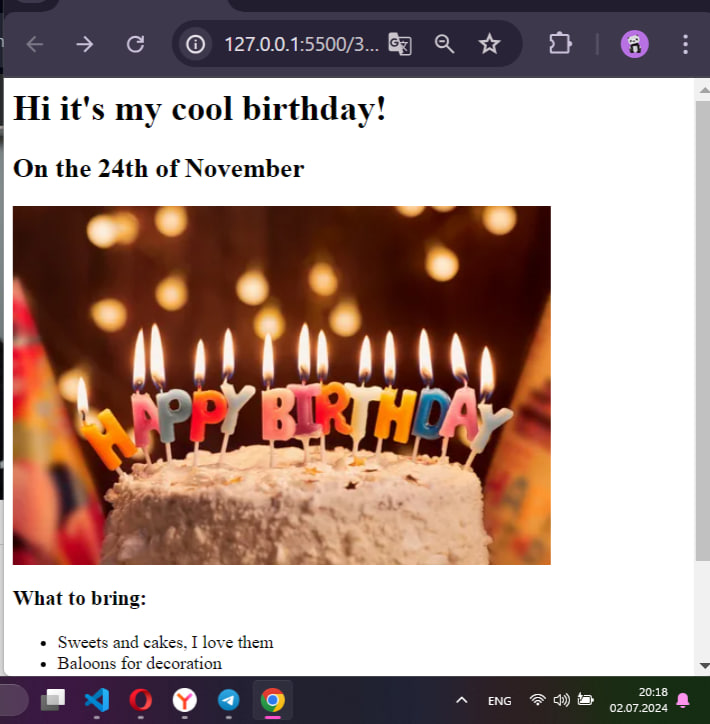 127.0.0.1:5500/3...
Hi it's my cool birthday!
On the 24th of November
HAPPY BIRTHDAY
What to bring:
Sweets and cakes, I love them
Baloons for decoration
ENG
20:18
02.07.2024